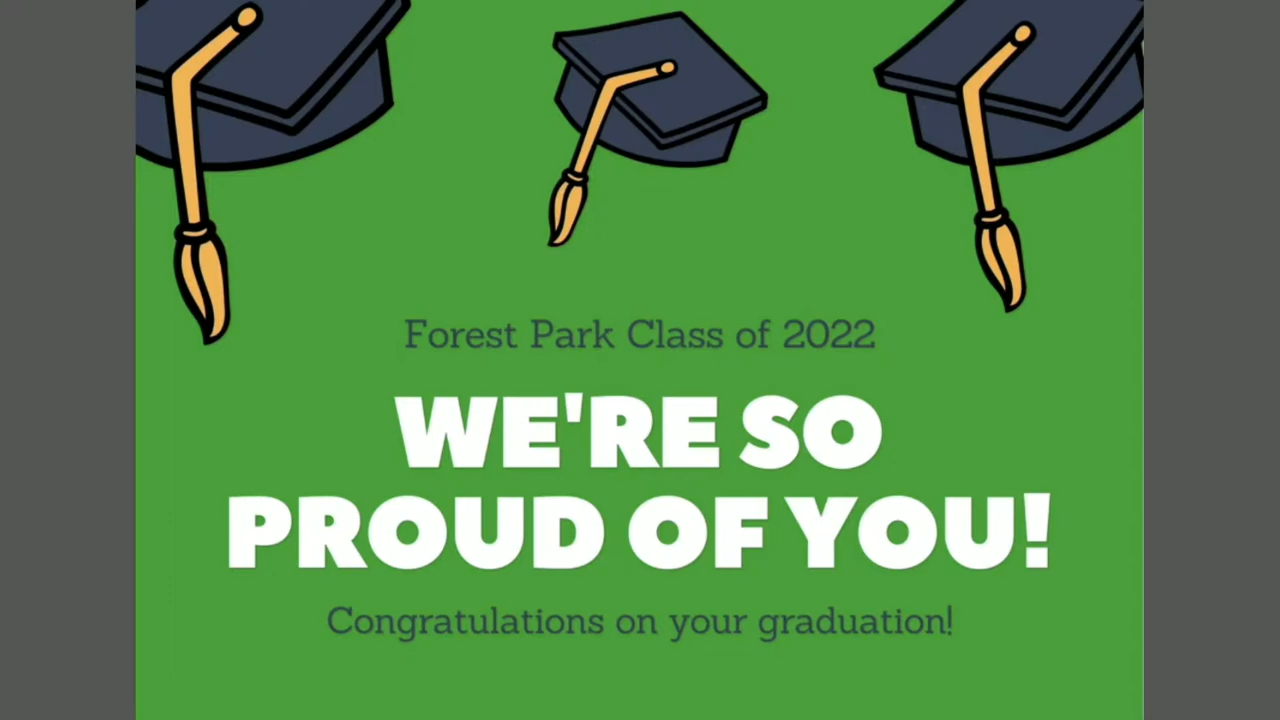 Forest Park Class of 2022
WE'RE SO
PROUD OF YOU!
Congratulations on your graduation!